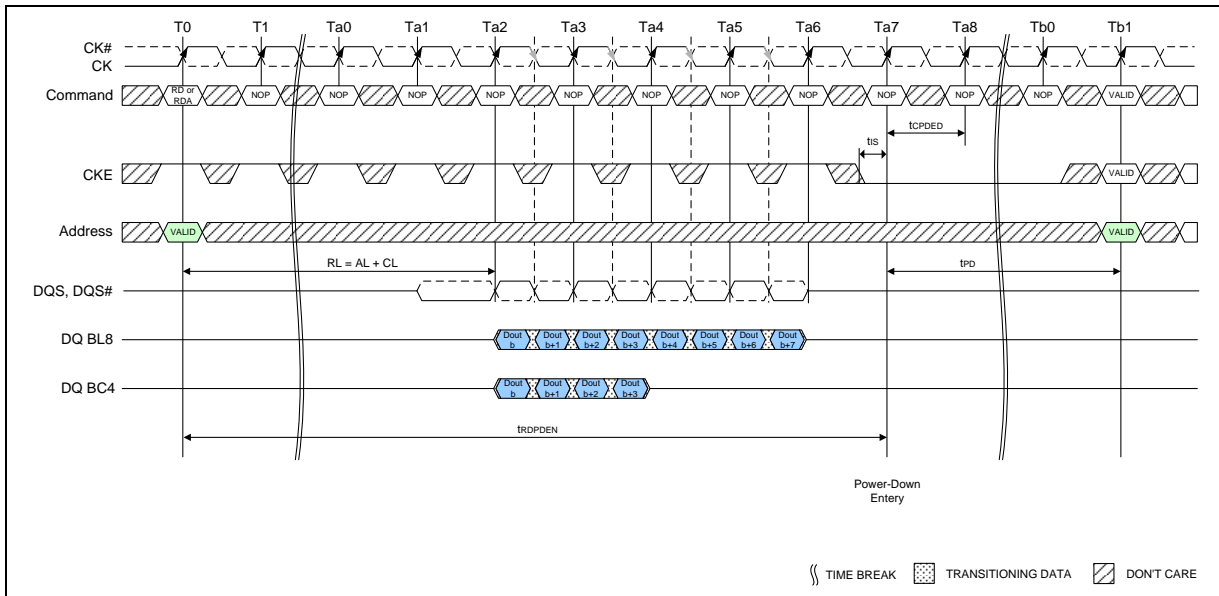 T0 T1 Ta0 Ta1 Ta2 Ta3 Ta4 Ta5 Ta6 Ta7 Ta8 Tb0 Tb1
CK#
CK
Command RD or RDA NOP NOP NOP NOP NOP NOP NOP NOP NOP NOP NOP VALID
tCPDED
tIS
CKE VALID
Address VALID VALID
RL = AL + CL tPD
DQS, DQS#
DQ BL8 Dout b Dout b+1 Dout b+2 Dout b+3 Dout b+4 Dout b+5 Dout b+6 Dout b+7
DQ BC4 Dout b Dout b+1 Dout b+2 Dout b+3
tRDPDEN
Power-Down
Entery
TIME BREAK TRANSITIONING DATA DON'T CARE